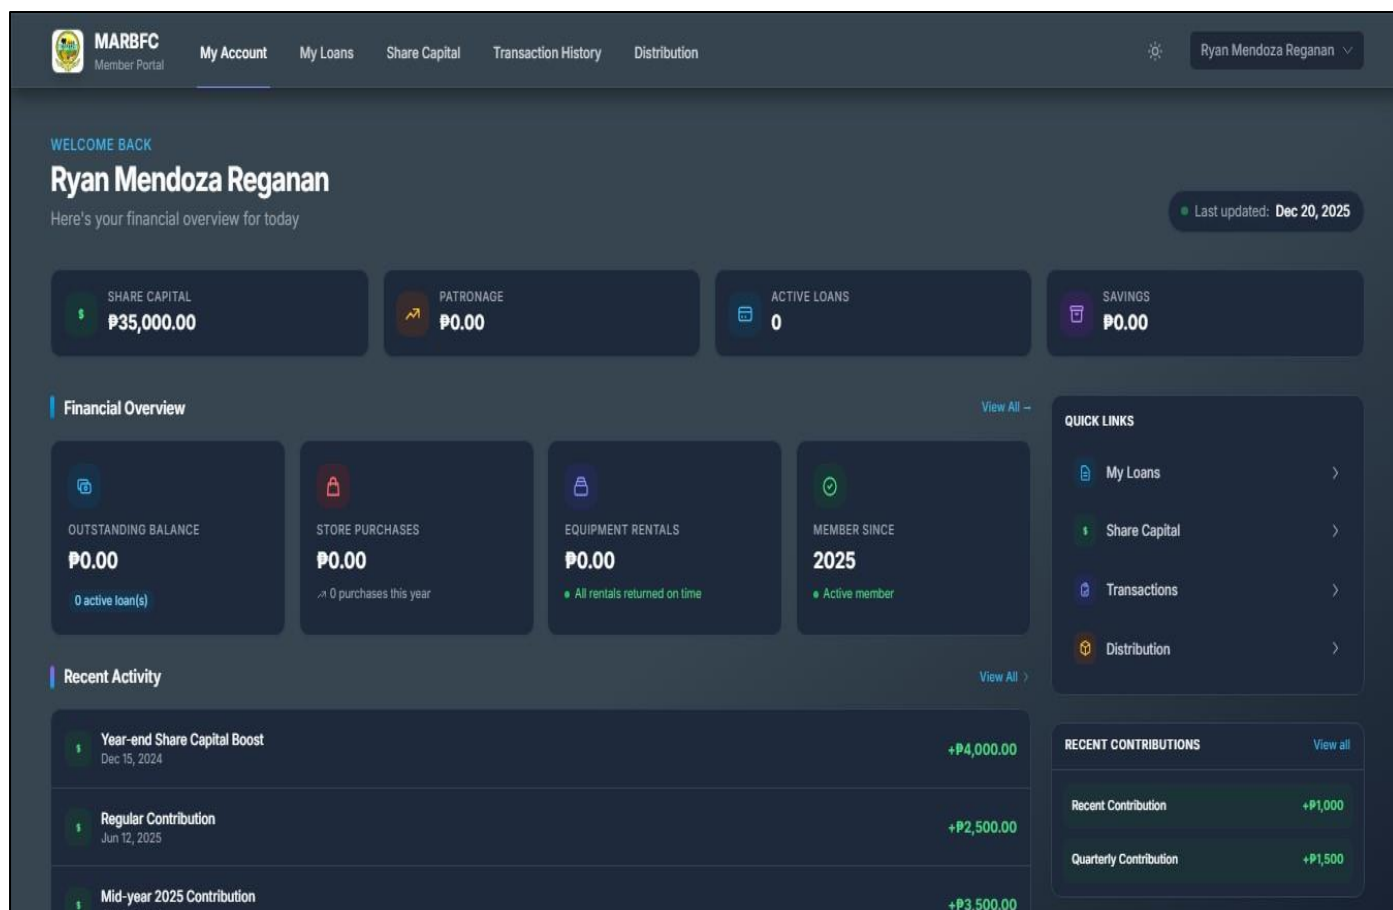 MARBFC
Member Portal
My Account
My Loans
Share Capital
Transaction History
Distribution
Ryan Mendoza Reganan
WELCOME BACK
Ryan Mendoza Reganan
Here's your financial overview for today
Last updated: Dec 20, 2025
SHARE CAPITAL
₱35,000.00
PATRONAGE
₱0.00
ACTIVE LOANS
0
SAVINGS
₱0.00
Financial Overview
View All →
OUTSTANDING BALANCE
₱0.00
0 active loan(s)
STORE PURCHASES
₱0.00
0 purchases this year
EQUIPMENT RENTALS
₱0.00
All rentals returned on time
MEMBER SINCE
2025
Active member
QUICK LINKS
My Loans
Share Capital
Transactions
Distribution
Recent Activity
View All
Year-end Share Capital Boost
Dec 15, 2024
+₱4,000.00
Regular Contribution
Jun 12, 2025
+₱2,500.00
Mid-year 2025 Contribution
+₱3,500.00
RECENT CONTRIBUTIONS
View all
Recent Contribution
+₱1,000
Quarterly Contribution
+₱1,500